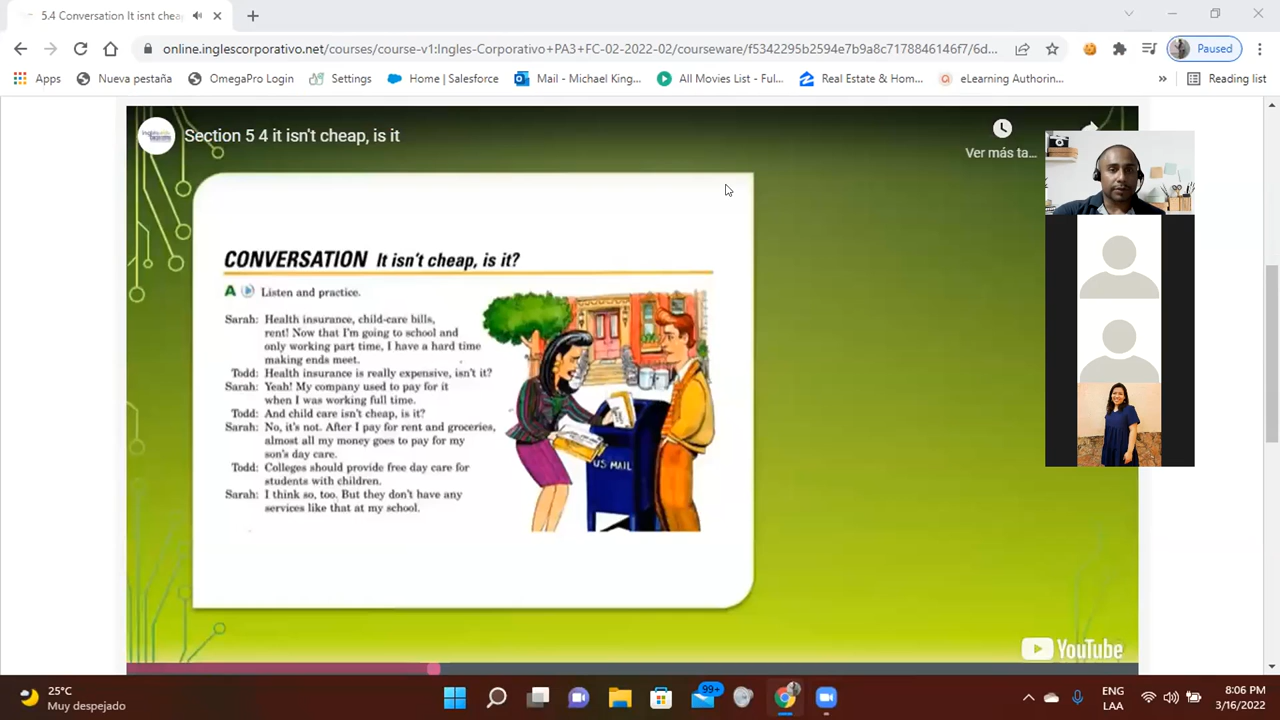 5.4 Conversation It isnt cheap
online.inglescorporativo.net/courses/course-v1:Ingles-Corporativo+PA3+FC-02-2022-02/courseware/f5342295b2594e7b9a8c7178846146f7/6d...
Paused
Apps
Nueva pestaña
OmegaPro Login
Settings
Home | Salesforce
Mail - Michael King...
All Movies List - Ful...
Real Estate & Hom...
eLearning Authorin...
»
Reading list
Section 5 4 it isn't cheap, is it
Ver más ta...
CONVERSATION It isn't cheap, is it?
A Listen and practice.
Sarah: Health insurance, child-care bills,
rent! Now that I'm going to school and
only working part time, I have a hard time
making ends meet.
Todd: Health insurance is really expensive, isn't it?
Sarah: Yeah! My company used to pay for it
when I was working full time.
Todd: And child care isn't cheap, is it?
Sarah: No, it's not. After I pay for rent and groceries,
almost all my money goes to pay for my
son's day care.
Todd: Colleges should provide free day care for
students with children.
Sarah: I think so, too. But they don't have any
services like that at my school.
US MAIL
YouTube
25°C
Muy despejado
99+
ENG
LAA
8:06 PM
3/16/2022